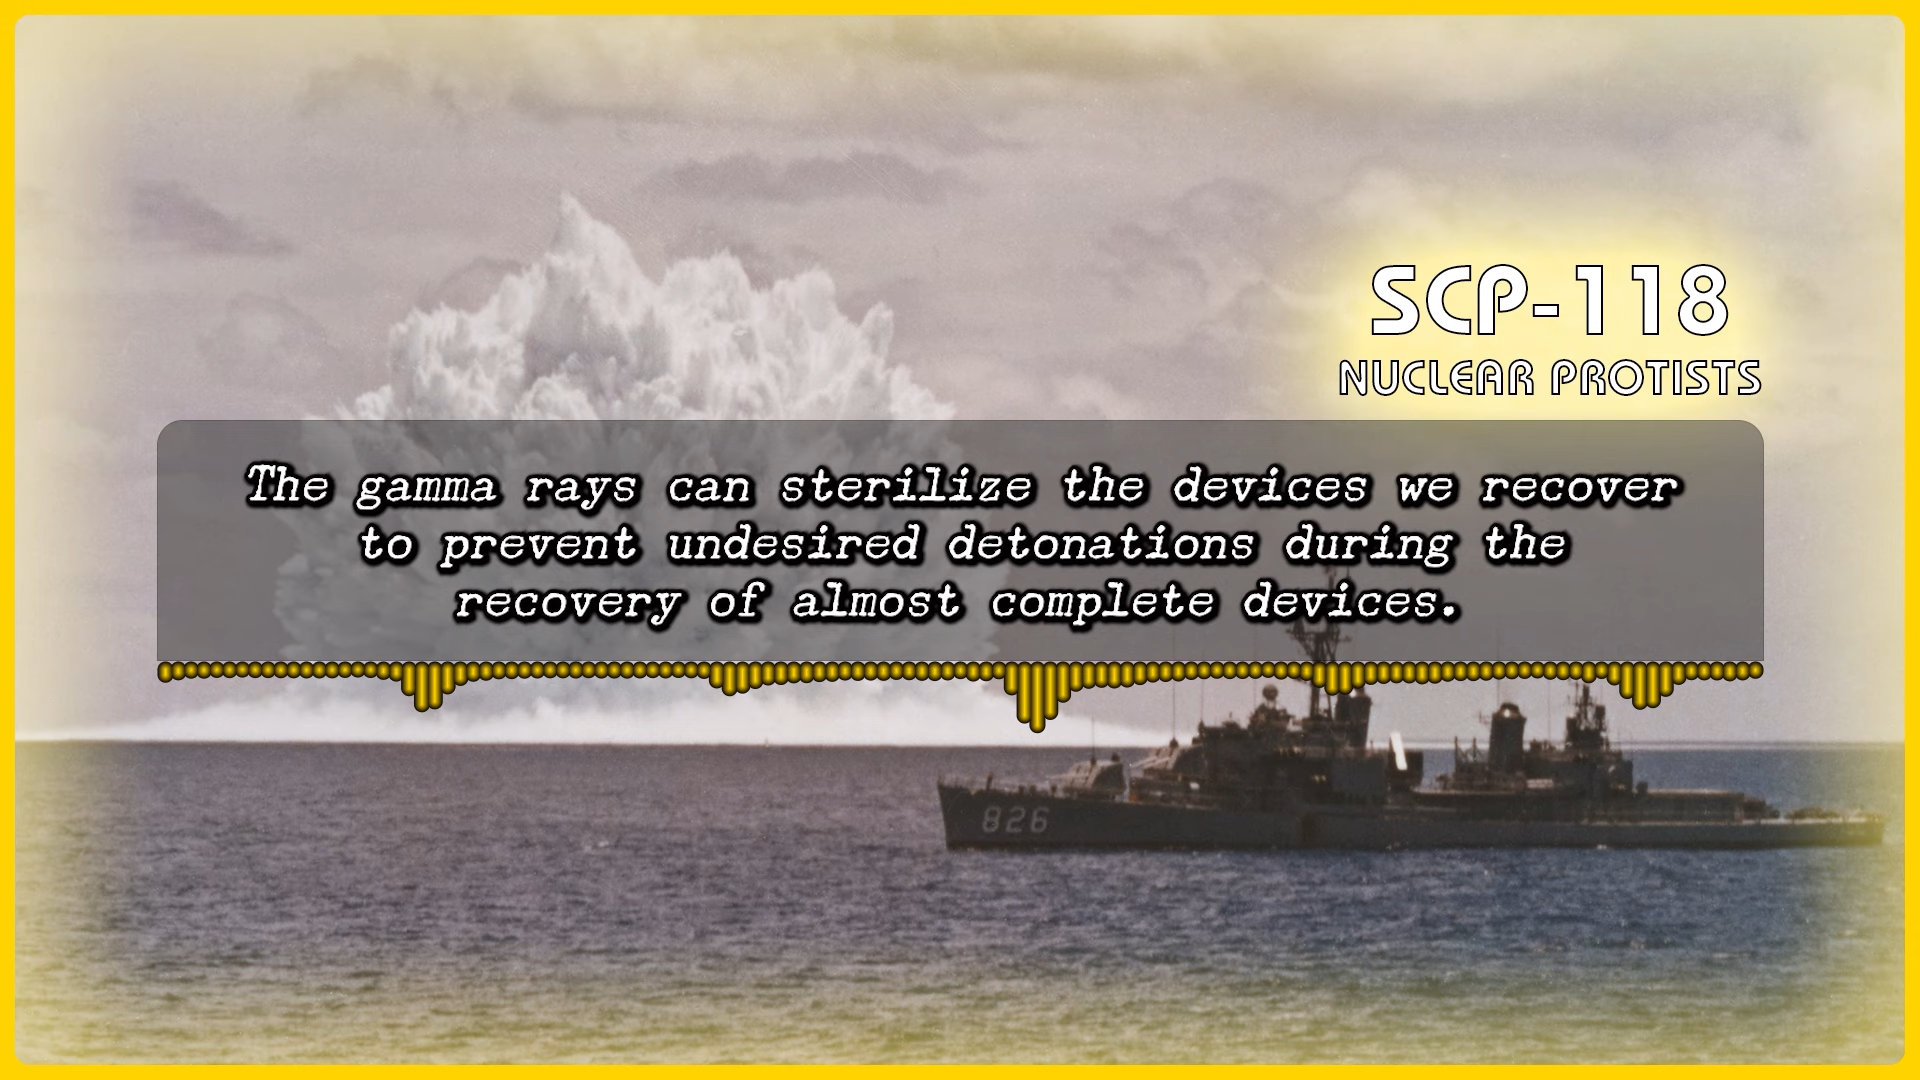 SCP-118
NUCLEAR PROTISTS
The gamma rays can sterilize the devices we recover
to prevent undesired detonations during the
recovery of almost complete devices.
826